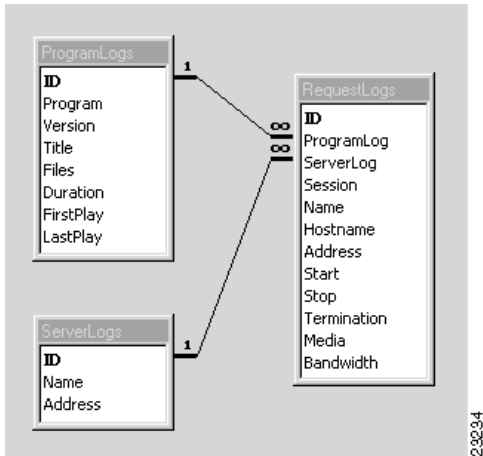 ProgramLogs
ID
Program
Version
Title
Files
Duration
FirstPlay
LastPlay
1
RequestLogs
ID
ProgramLog
ServerLog
Session
Name
Hostname
Address
Start
Stop
Termination
Media
Bandwidth
∞
∞
ServerLogs
ID
Name
Address
1
23234